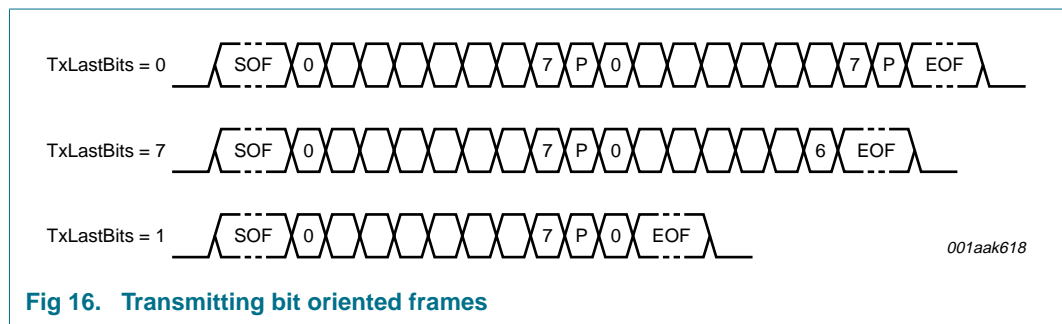 TxLastBits = 0 SOF 0 7 P 0 7 P EOF
TxLastBits = 7 SOF 0 7 P 0 6 EOF
TxLastBits = 1 SOF 0 7 P 0 EOF
001aak618
Fig 16. Transmitting bit oriented frames